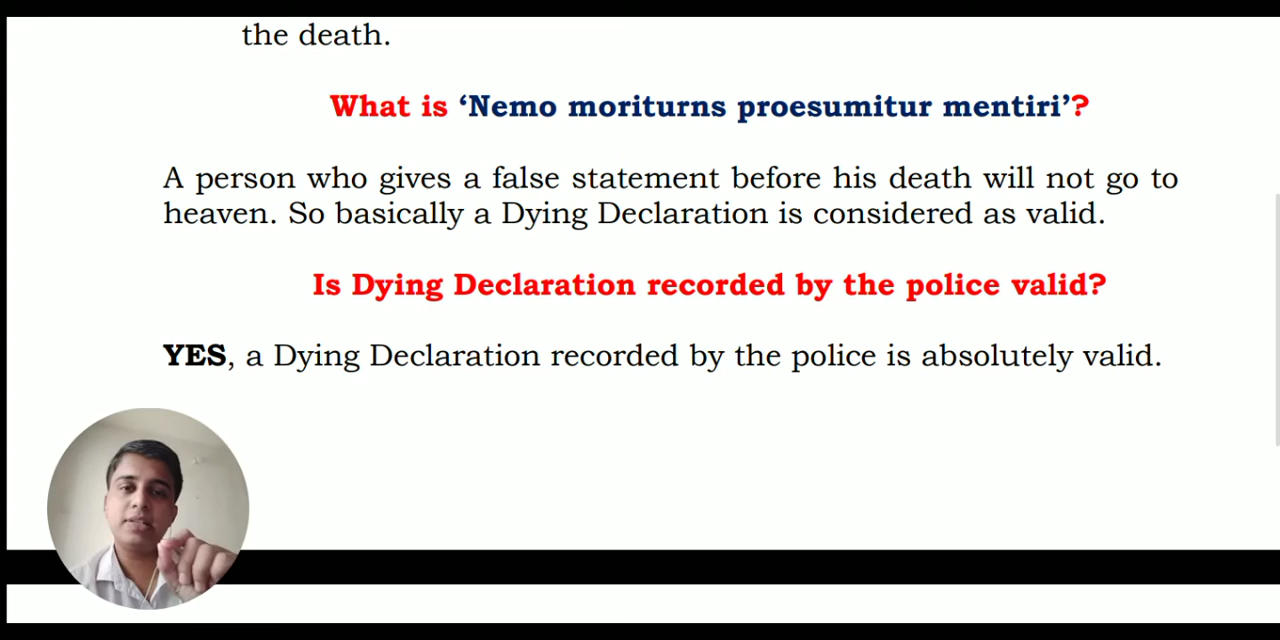 the death.
What is ‘Nemo moriturns proesumitur mentiri’?
A person who gives a false statement before his death will not go to
heaven. So basically a Dying Declaration is considered as valid.
Is Dying Declaration recorded by the police valid?
YES, a Dying Declaration recorded by the police is absolutely valid.